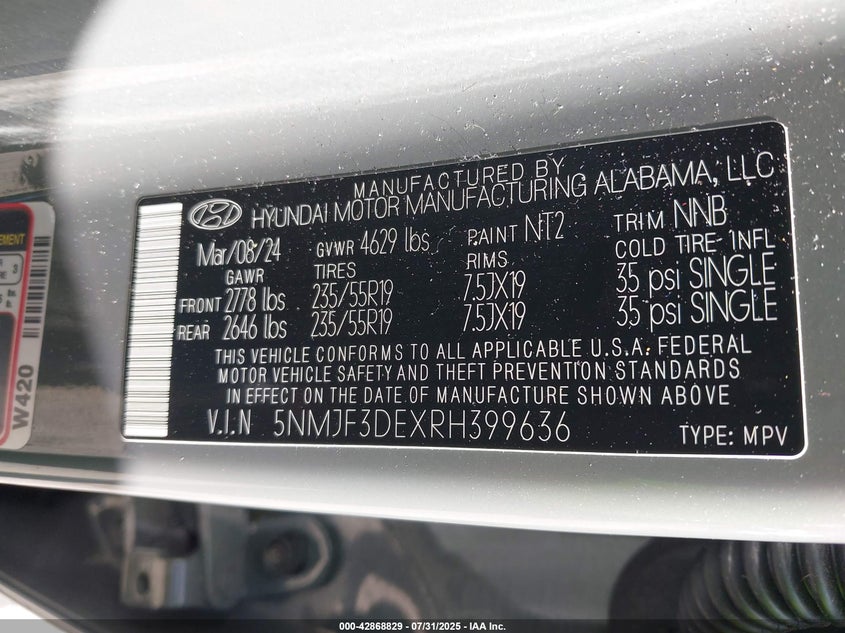 MANUFACTURED BY
HYUNDAI MOTOR MANUFACTURING ALABAMA, LLC
Mar/08/24 GVWR 4629 lbs PAINT NT2 TRIM NNB
GAWR TIRES RIMS COLD TIRE INFL
FRONT 2778 lbs 235/55R19 7.5JX19 35 psi SINGLE
REAR 2646 lbs 235/55R19 7.5JX19 35 psi SINGLE
THIS VEHICLE CONFORMS TO ALL APPLICABLE U.S.A. FEDERAL
MOTOR VEHICLE SAFETY AND THEFT PREVENTION STANDARDS
IN EFFECT ON THE DATE OF MANUFACTURE SHOWN ABOVE
V.I.N 5NMJF3DEXRH399636 TYPE: MPV
W420
000-42868829 - 07/31/2025 - IAA Inc.